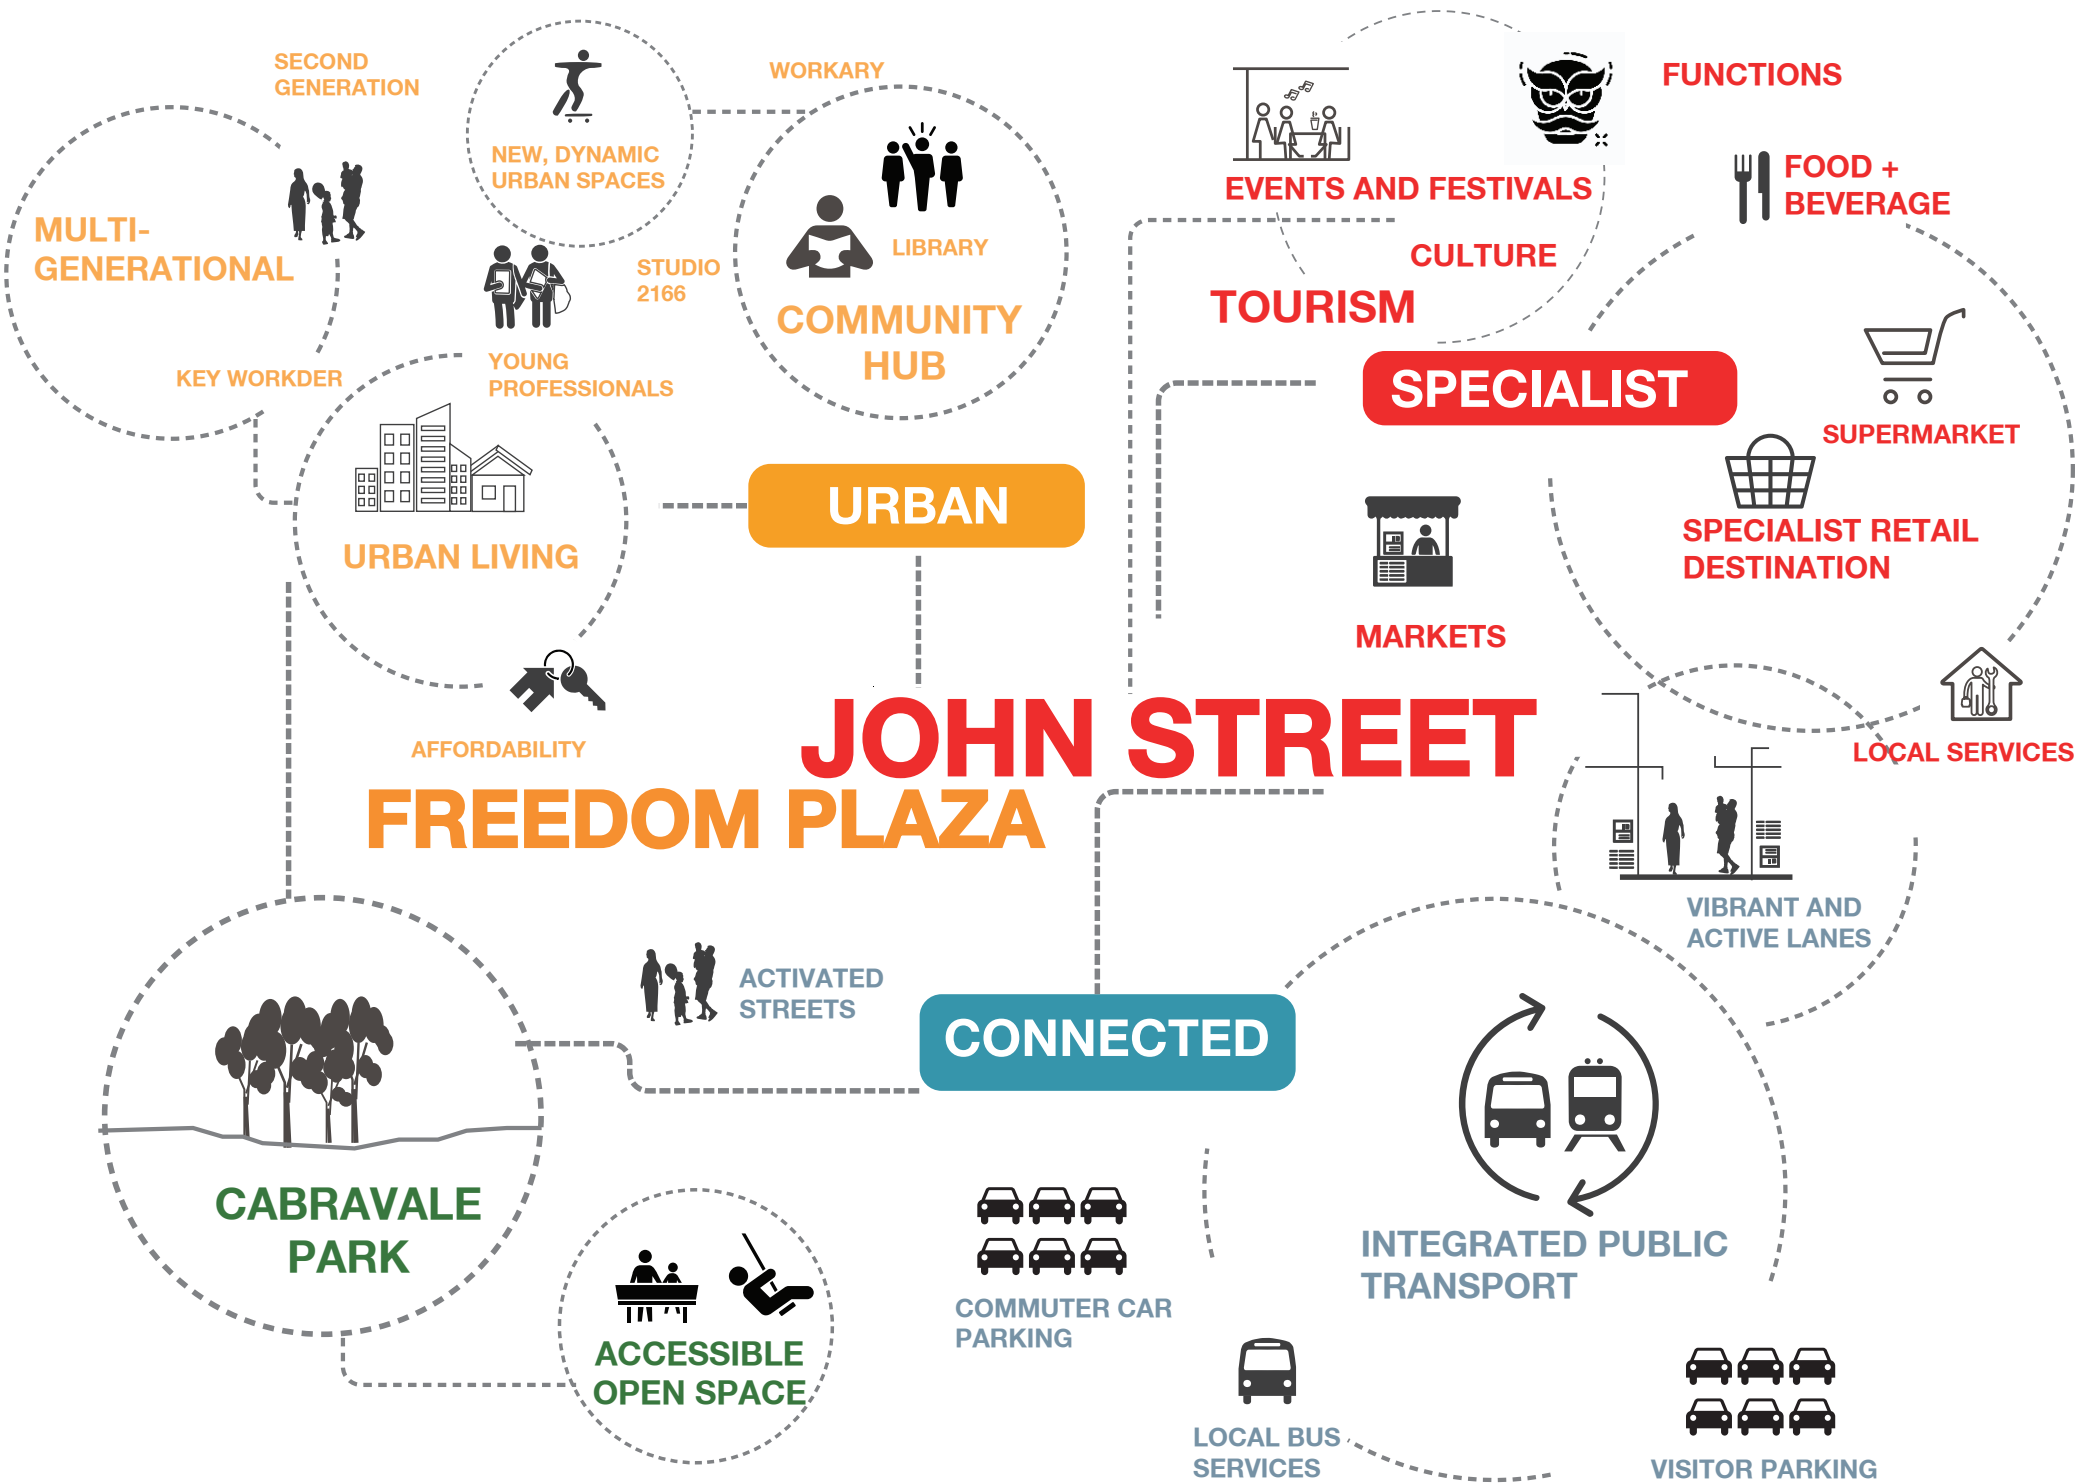 SECOND
GENERATION
WORKARY
NEW, DYNAMIC
URBAN SPACES
MULTI-
GENERATIONAL
LIBRARY
STUDIO
2166
COMMUNITY
HUB
KEY WORKDER
YOUNG
PROFESSIONALS
URBAN LIVING
URBAN
AFFORDABILITY
FUNCTIONS
FOOD +
BEVERAGE
EVENTS AND FESTIVALS
CULTURE
TOURISM
SPECIALIST
SUPERMARKET
SPECIALIST RETAIL
DESTINATION
MARKETS
LOCAL SERVICES
JOHN STREET
FREEDOM PLAZA
VIBRANT AND
ACTIVE LANES
ACTIVATED
STREETS
CONNECTED
CABRAVALE
PARK
ACCESSIBLE
OPEN SPACE
INTEGRATED PUBLIC
TRANSPORT
COMMUTER CAR
PARKING
LOCAL BUS
SERVICES
VISITOR PARKING